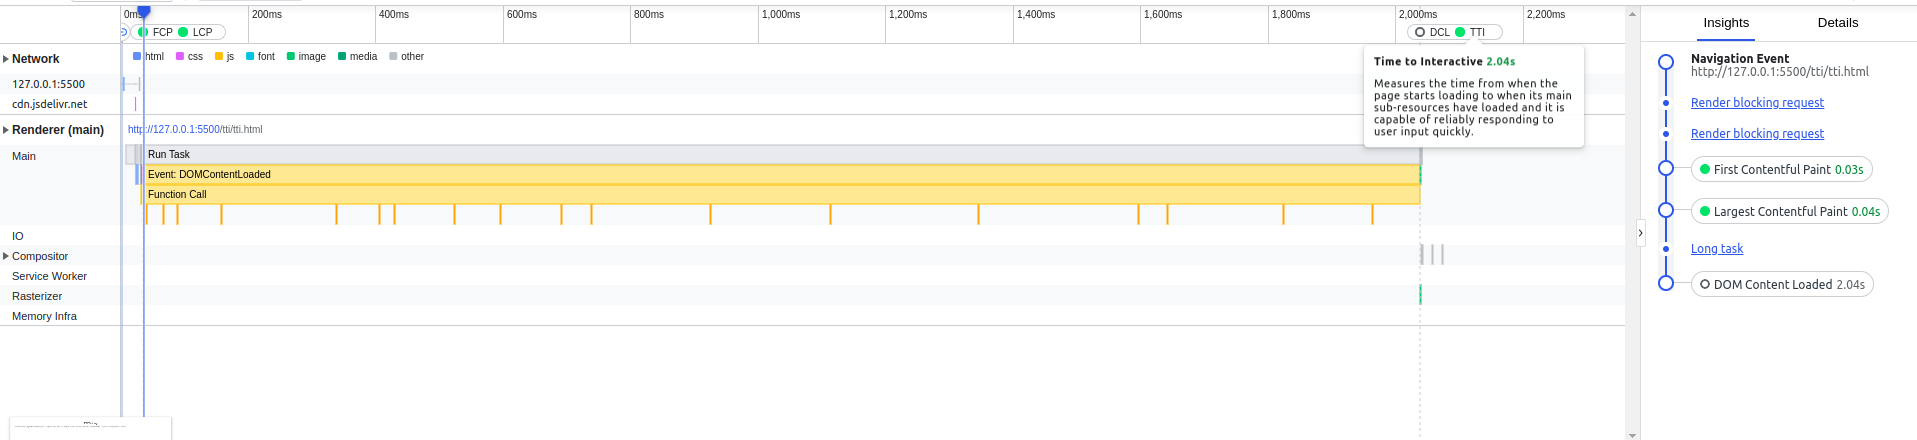 0ms 200ms 400ms 600ms 800ms 1,000ms 1,200ms 1,400ms 1,600ms 1,800ms 2,000ms 2,200ms
FCP LCP DCL TTI
Network
html css js font image media other
127.0.0.1:5500
cdn.jsdelivr.net
Renderer (main)
http://127.0.0.1:5500/tti/tti.html
Main
Run Task
Event: DOMContentLoaded
Function Call
IO
Compositor
Service Worker
Rasterizer
Memory Infra
Time to Interactive 2.04s
Measures the time from when the
page starts loading to when its main
sub-resources have loaded and it is
capable of reliably responding to
user input quickly.
Insights Details
Navigation Event
http://127.0.0.1:5500/tti/tti.html
Render blocking request
Render blocking request
First Contentful Paint 0.03s
Largest Contentful Paint 0.04s
Long task
DOM Content Loaded 2.04s